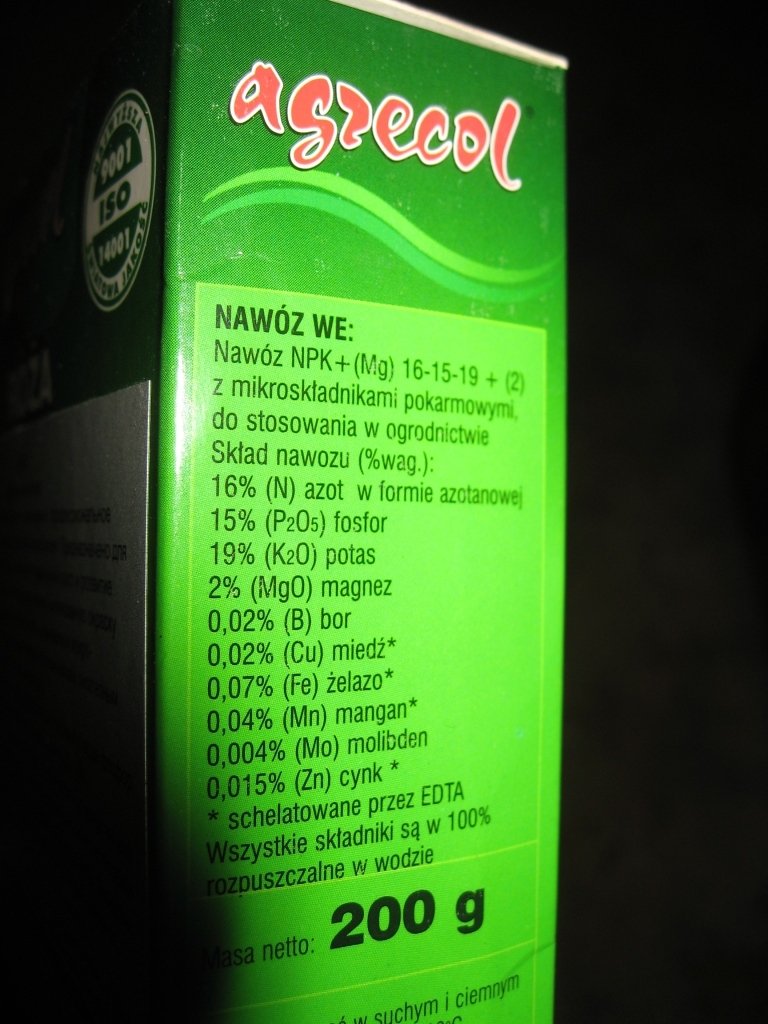 agrecol
9001
ISO
14001
NAWÓZ WE:
Nawóz NPK+(Mg) 16-15-19 + (2)
z mikroskładnikami pokarmowymi,
do stosowania w ogrodnictwie
Skład nawozu (%wag.):
16% (N) azot w formie azotanowej
15% (P2O5) fosfor
19% (K2O) potas
2% (MgO) magnez
0,02% (B) bor
0,02% (Cu) miedź*
0,07% (Fe) żelazo*
0,04% (Mn) mangan*
0,004% (Mo) molibden
0,015% (Zn) cynk *
* schelatowane przez EDTA
Wszystkie składniki są w 100%
rozpuszczalne w wodzie
Masa netto: 200 g
w suchym i ciemnym